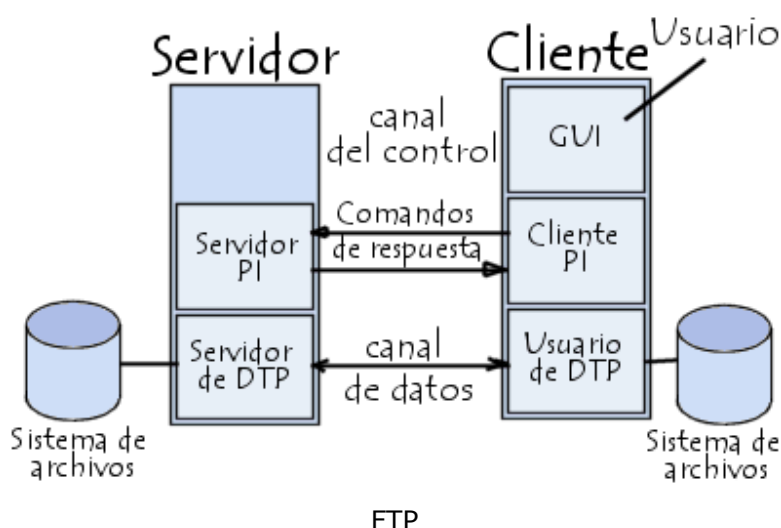 Servidor
Cliente
Usuario
canal
del control
GUI
Comandos
de respuesta
Servidor
PI
Cliente
PI
Servidor
de DTP
canal
de datos
Usuario
de DTP
Sistema de
archivos
Sistema de
archivos
FTP